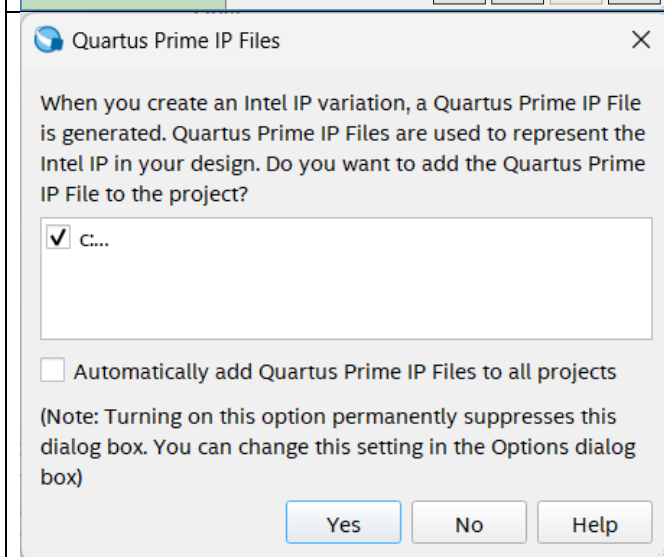 Quartus Prime IP Files
When you create an Intel IP variation, a Quartus Prime IP File
is generated. Quartus Prime IP Files are used to represent the
Intel IP in your design. Do you want to add the Quartus Prime
IP File to the project?
c:...
Automatically add Quartus Prime IP Files to all projects
(Note: Turning on this option permanently suppresses this
dialog box. You can change this setting in the Options dialog
box)
Yes No Help